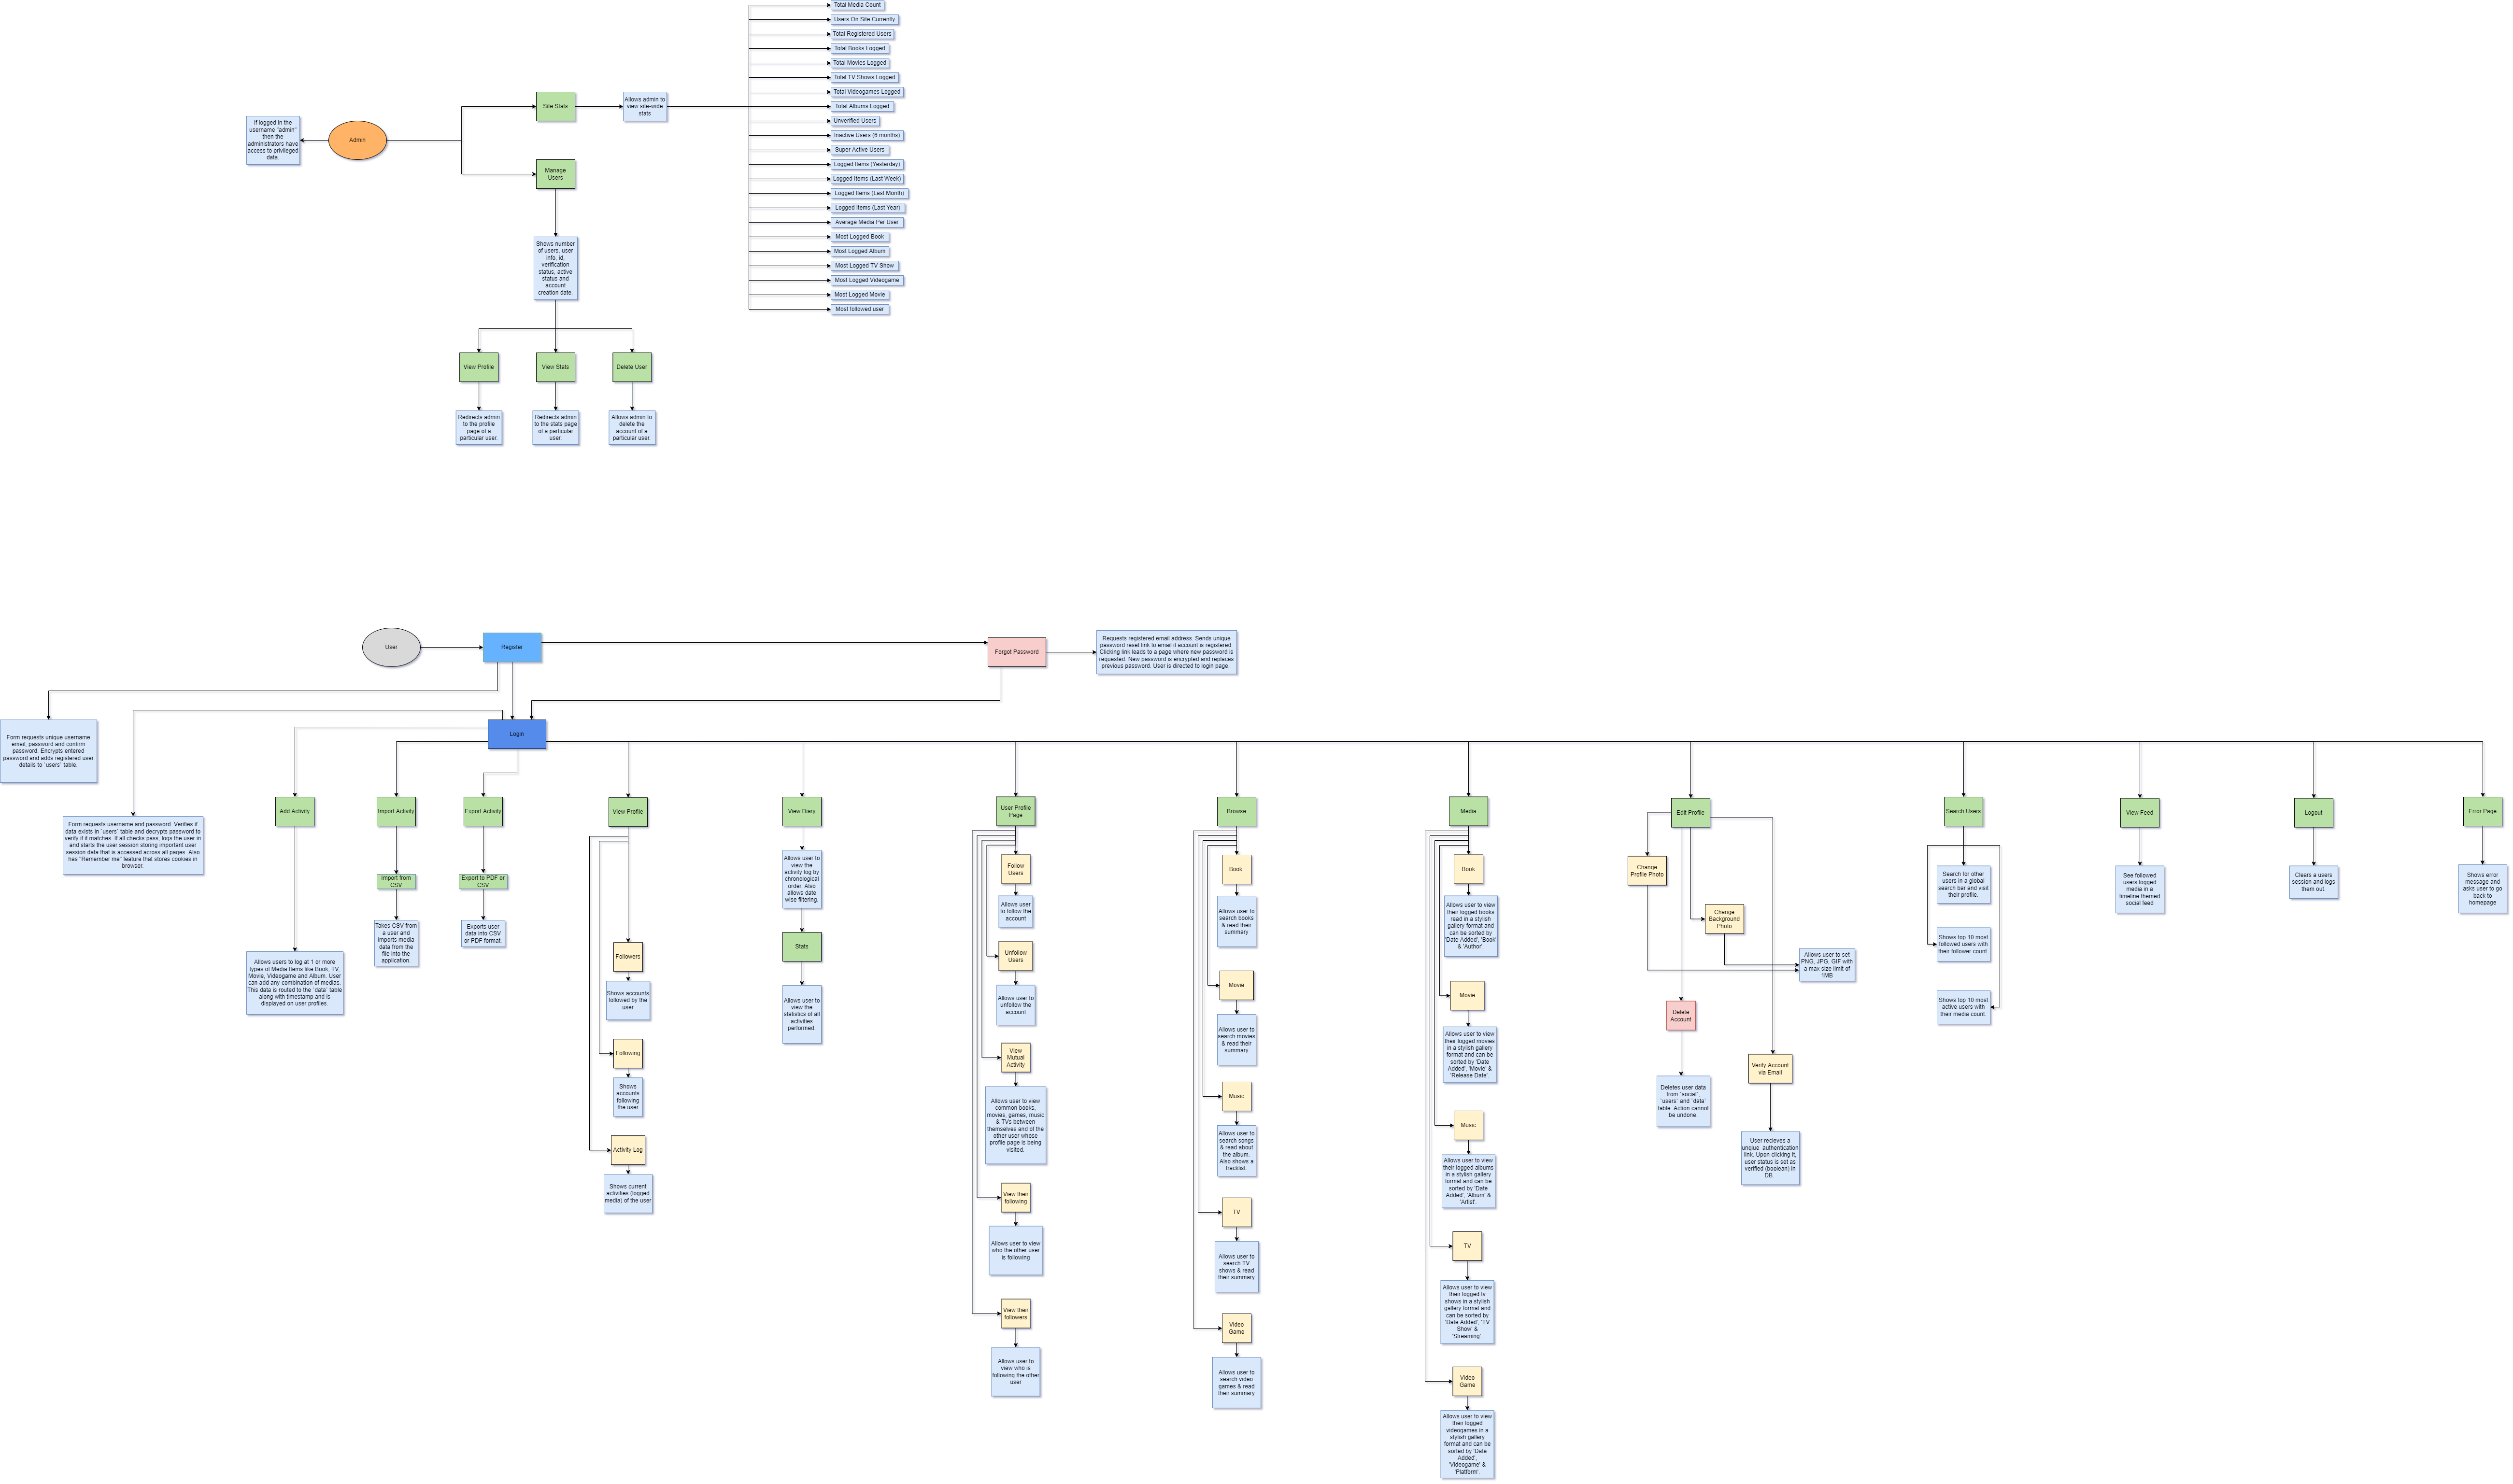 Total Media Count
Users On Site Currently
Total Registered Users
Total Books Logged
Total Movies Logged
Total TV Shows Logged
Total Videogames Logged
Total Albums Logged
Unverified Users
Inactive Users (6 months)
Super Active Users
Logged Items (Yesterday)
Logged Items (Last Week)
Logged Items (Last Month)
Logged Items (Last Year)
Average Media Per User
Most Logged Book
Most Logged Album
Most Logged TV Show
Most Logged Videogame
Most Logged Movie
Most followed user
Site Stats
Allows admin to
view site-wide
stats
If logged in the
username "admin"
then the
administrators have
access to privileged
data.
Admin
Manage
Users
Shows number
of users, user
info, id,
verification
status, active
status and
account
creation date.
View Profile
View Stats
Delete User
Redirects admin
to the profile
page of a
particular user.
Redirects admin
to the stats page
of a particular
user.
Allows admin to
delete the
account of a
particular user.
User
Register
Forgot Password
Requests registered email address. Sends unique
password reset link to email if account is registered.
Clicking link leads to a page where new password is
requested. New password is encrypted and replaces
previous password. User is directed to login page.
Form requests unique username
email, password and confirm
password. Encrypts entered
password and adds registered user
details to `users` table.
Login
Form requests username and password. Verifies if
data exists in `users` table and decrypts password to
verify if it matches. If all checks pass, logs the user in
and starts the user session storing important user
session data that is accessed across all pages. Also
has "Remember me" feature that stores cookies in
browser.
Add Activity
Allows users to log at 1 or more
types of Media Items like Book, TV,
Movie, Videogame and Album. User
can add any combination of medias.
This data is routed to the `data` table
along with timestamp and is
displayed on user profiles.
Import Activity
Import from
CSV
Takes CSV from
a user and
imports media
data from the
file into the
application.
Export Activity
Export to PDF or
CSV
Exports user
data into CSV
or PDF format.
View Profile
Followers
Shows accounts
followed by the
user
Following
Shows
accounts
following
the user
Activity Log
Shows current
activities (logged
media) of the user
View Diary
Allows user to
view the
activity log by
chronological
order. Also
allows date
wise filtering.
Stats
Allows user to
view the
statistics of all
activities
performed.
User Profile
Page
Follow
Users
Allows user
to follow the
account
Unfollow
Users
Allows user to
unfollow the
account
View
Mutual
Activity
Allows user to view
common books,
movies, games, music
& TVs between
themselves and of the
other user whose
profile page is being
visited.
View their
following
Allows user to view
who the other user
is following
View their
followers
Allows user to
view who is
following the other
user
Browse
Book
Allows user to
search books
& read their
summary
Movie
Allows user to
search movies
& read their
summary
Music
Allows user to
search songs
& read about
the album.
Also shows a
tracklist.
TV
Allows user to
search TV
shows & read
their summary
Video
Game
Allows user to
search video
games & read
their summary
Media
Book
Allows user to view
their logged books
read in a stylish
gallery format and
can be sorted by
'Date Added', 'Book'
& 'Author'.
Movie
Allows user to view
their logged movies
in a stylish gallery
format and can be
sorted by 'Date
Added', 'Movie' &
'Release Date'.
Music
Allows user to view
their logged albums
in a stylish gallery
format and can be
sorted by 'Date
Added', 'Album' &
'Artist'.
TV
Allows user to view
their logged tv
shows in a stylish
gallery format and
can be sorted by
'Date Added', 'TV
Show' &
'Streaming'.
Video
Game
Allows user to view
their logged
videogames in a
stylish gallery
format and can be
sorted by 'Date
Added',
'Videogame' &
'Platform'.
Edit Profile
Change
Profile Photo
Change
Background
Photo
Allows user to set
PNG, JPG, GIF with
a max size limit of
1MB
Delete
Account
Deletes user data
from `social`,
`users` and `data`
table. Action cannot
be undone.
Verify Account
via Email
User recieves a
unqiue authentication
link. Upon clicking it,
user status is set as
verified (boolean) in
DB.
Search Users
Search for other
users in a global
search bar and visit
their profile.
Shows top 10 most
followed users with
their follower count.
Shows top 10 most
active users with
their media count.
View Feed
See followed
users logged
media in a
timeline themed
social feed
Logout
Clears a users
session and logs
them out.
Error Page
Shows error
message and
asks user to go
back to
homepage